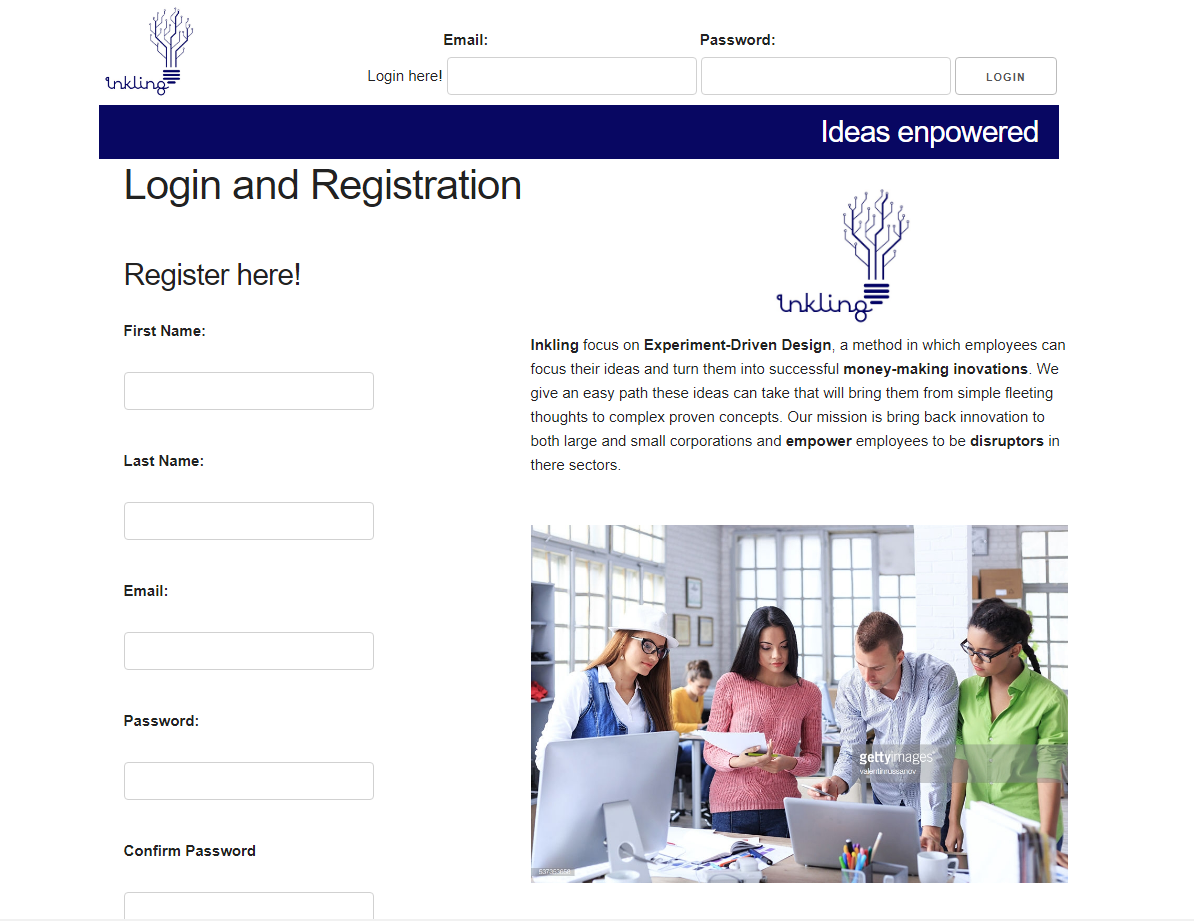 inkling
Email:
Password:
Login here!
LOGIN
Ideas enpowered
Login and Registration
Register here!
First Name:
Last Name:
Email:
Password:
Confirm Password
inkling
Inkling focus on Experiment-Driven Design, a method in which employees can
focus their ideas and turn them into successful money-making inovations. We
give an easy path these ideas can take that will bring them from simple fleeting
thoughts to complex proven concepts. Our mission is bring back innovation to
both large and small corporations and empower employees to be disruptors in
there sectors.
gettyimages
valentinrussanov